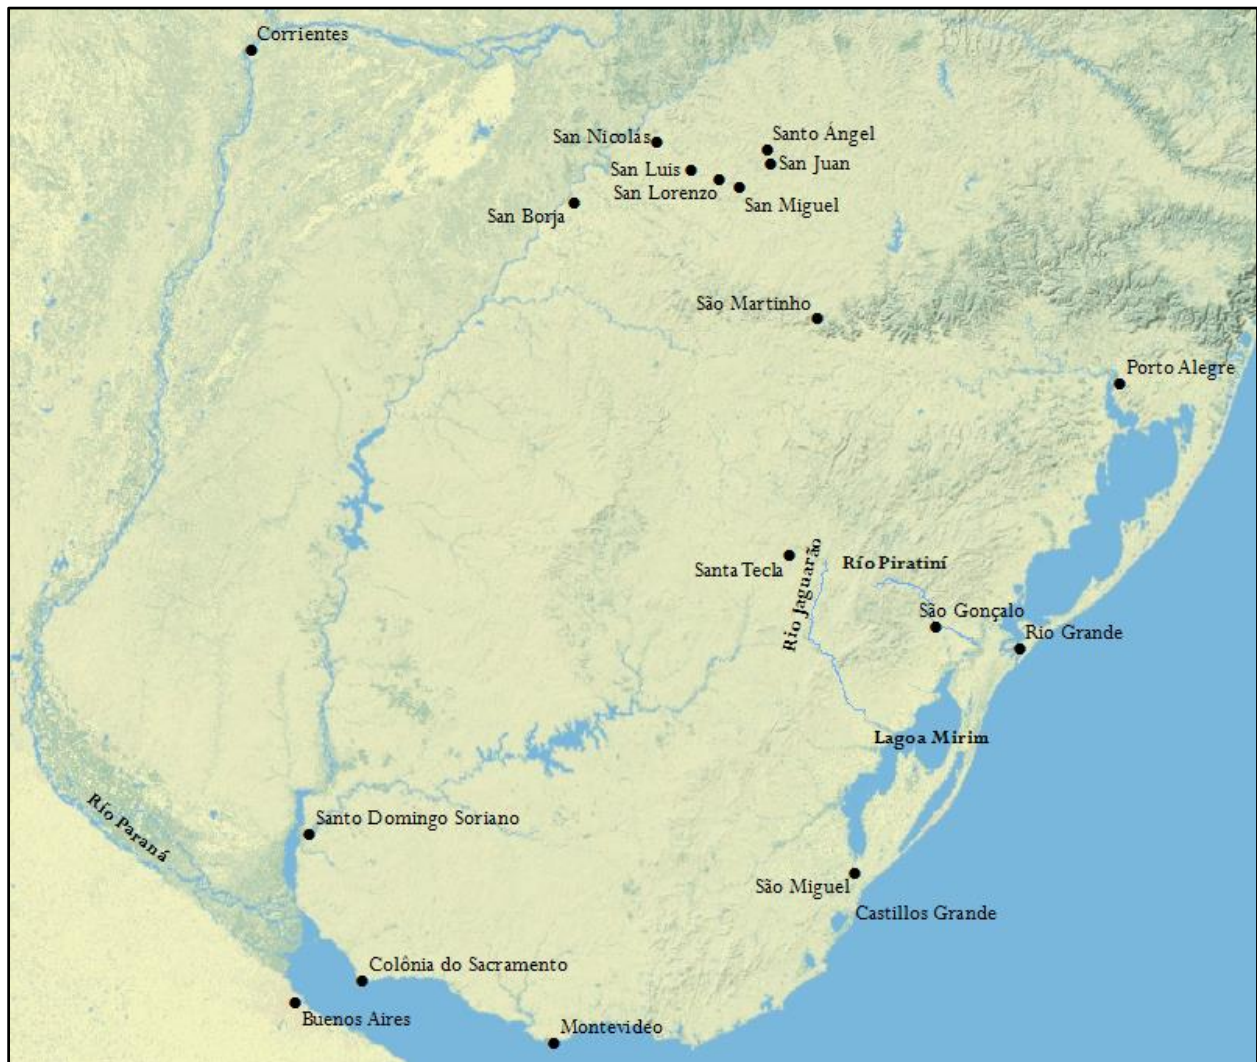 Corrientes
San Nicolás
Santo Ángel
San Luis
San Juan
San Lorenzo
San Miguel
San Borja
São Martinho
Porto Alegre
Santa Tecla
Río Jaguarão
Río Piratiní
São Gonçalo
Rio Grande
Lagoa Mirim
Río Paraná
Santo Domingo Soriano
São Miguel
Castillos Grande
Colônia do Sacramento
Buenos Aires
Montevidéo